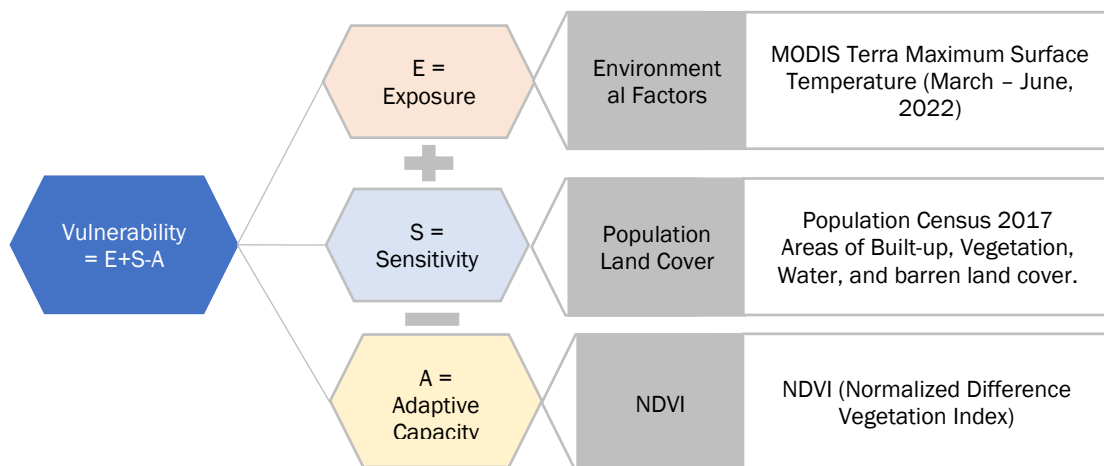 Vulnerability
= E+S-A
E =
Exposure
Environment
al Factors
MODIS Terra Maximum Surface
Temperature (March – June,
2022)
S =
Sensitivity
Population
Land Cover
Population Census 2017
Areas of Built-up, Vegetation,
Water, and barren land cover.
A =
Adaptive
Capacity
NDVI
NDVI (Normalized Difference
Vegetation Index)